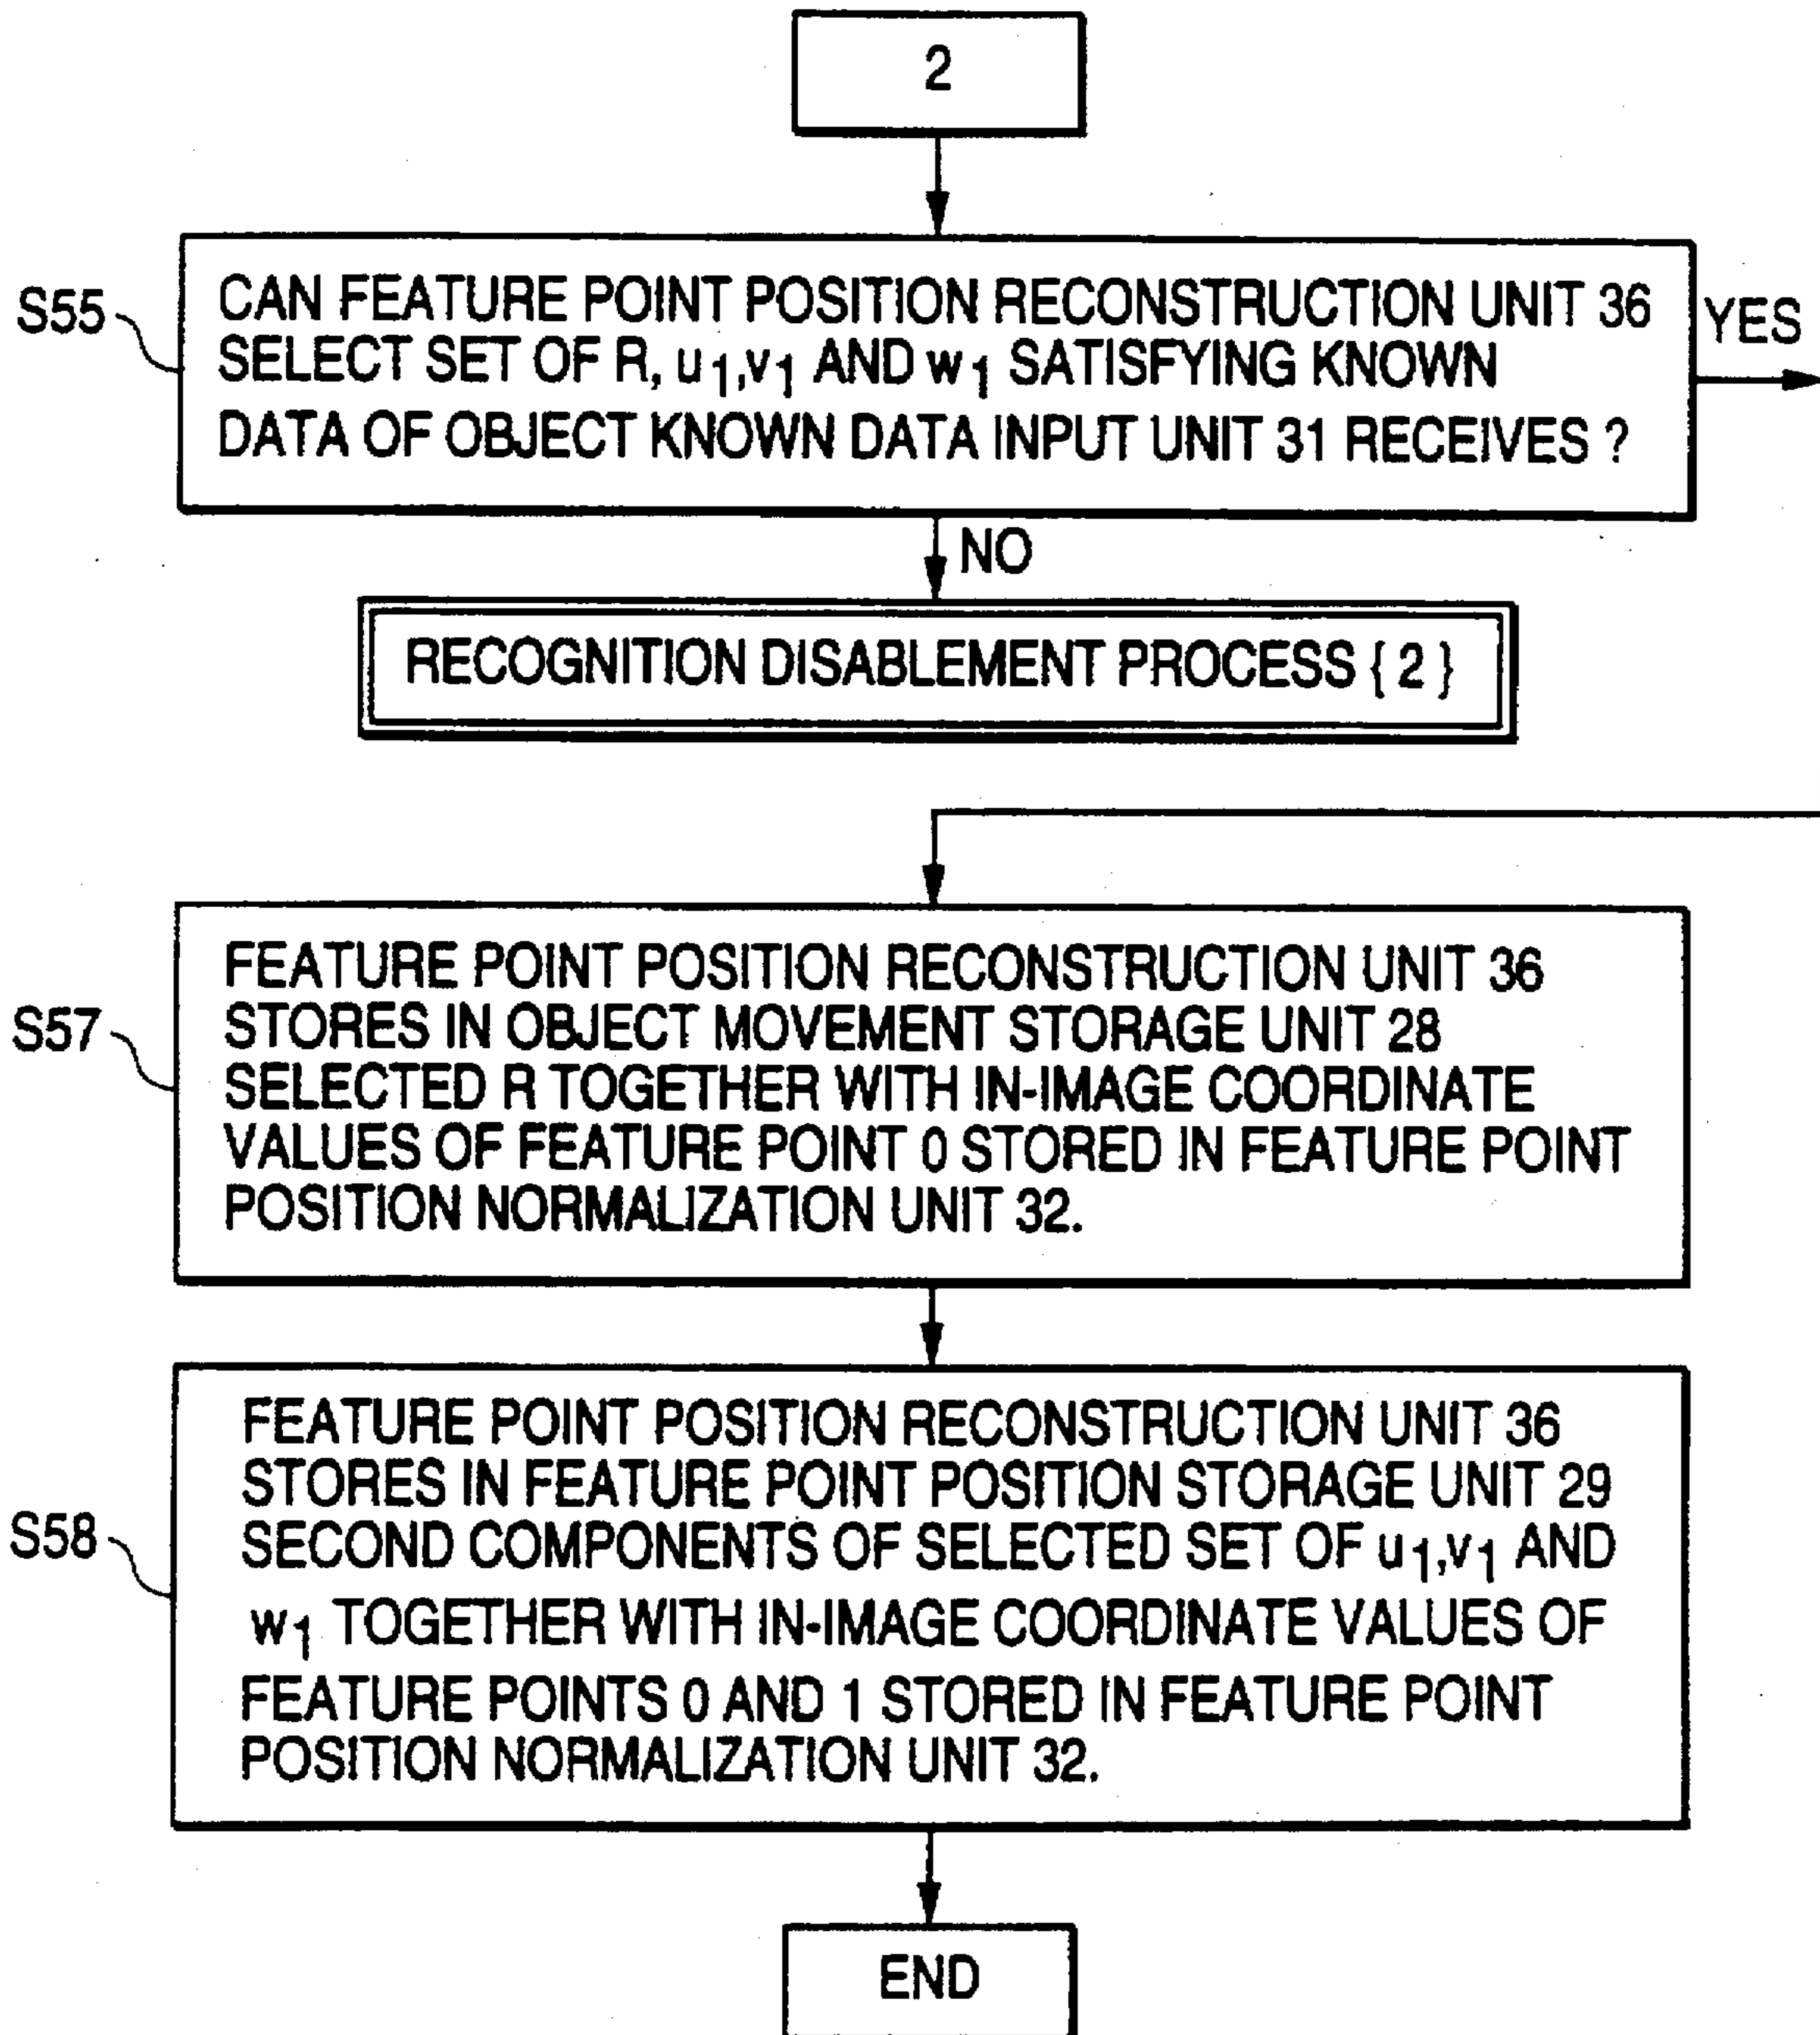 2
S55
CAN FEATURE POINT POSITION RECONSTRUCTION UNIT 36
SELECT SET OF R, u1,v1 AND w1 SATISFYING KNOWN
DATA OF OBJECT KNOWN DATA INPUT UNIT 31 RECEIVES ?
YES
NO
RECOGNITION DISABLEMENT PROCESS { 2 }
S57
FEATURE POINT POSITION RECONSTRUCTION UNIT 36
STORES IN OBJECT MOVEMENT STORAGE UNIT 28
SELECTED R TOGETHER WITH IN-IMAGE COORDINATE
VALUES OF FEATURE POINT 0 STORED IN FEATURE POINT
POSITION NORMALIZATION UNIT 32.
S58
FEATURE POINT POSITION RECONSTRUCTION UNIT 36
STORES IN FEATURE POINT POSITION STORAGE UNIT 29
SECOND COMPONENTS OF SELECTED SET OF u1,v1 AND
w1 TOGETHER WITH IN-IMAGE COORDINATE VALUES OF
FEATURE POINTS 0 AND 1 STORED IN FEATURE POINT
POSITION NORMALIZATION UNIT 32.
END